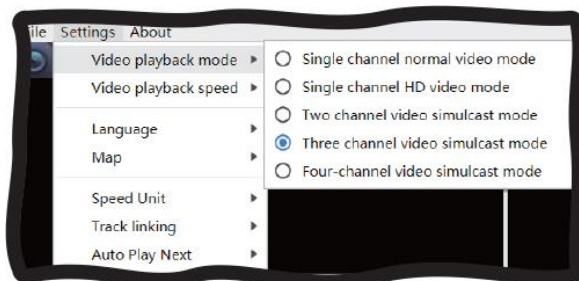 ile Settings About
Video playback mode
Video playback speed
Language
Map
Speed Unit
Track linking
Auto Play Next
Single channel normal video mode
Single channel HD video mode
Two channel video simulcast mode
Three channel video simulcast mode
Four-channel video simulcast mode